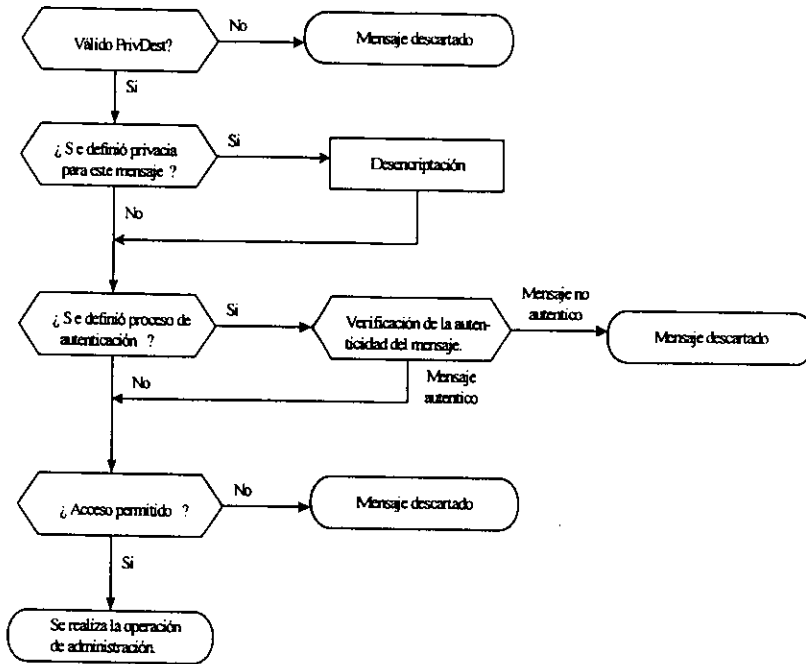 Válido PrivDest?
No
Mensaje descartado
Si
¿ Se definió privacia
para este mensaje ?
Si
Desencriptación
No
¿ Se definió proceso de
autenticación ?
Si
Verificación de la auten-
ticidad del mensaje.
Mensaje no
autentico
Mensaje descartado
No
Mensaje
autentico
¿ Acceso permitido ?
No
Mensaje descartado
Si
Se realiza la operación
de administración.